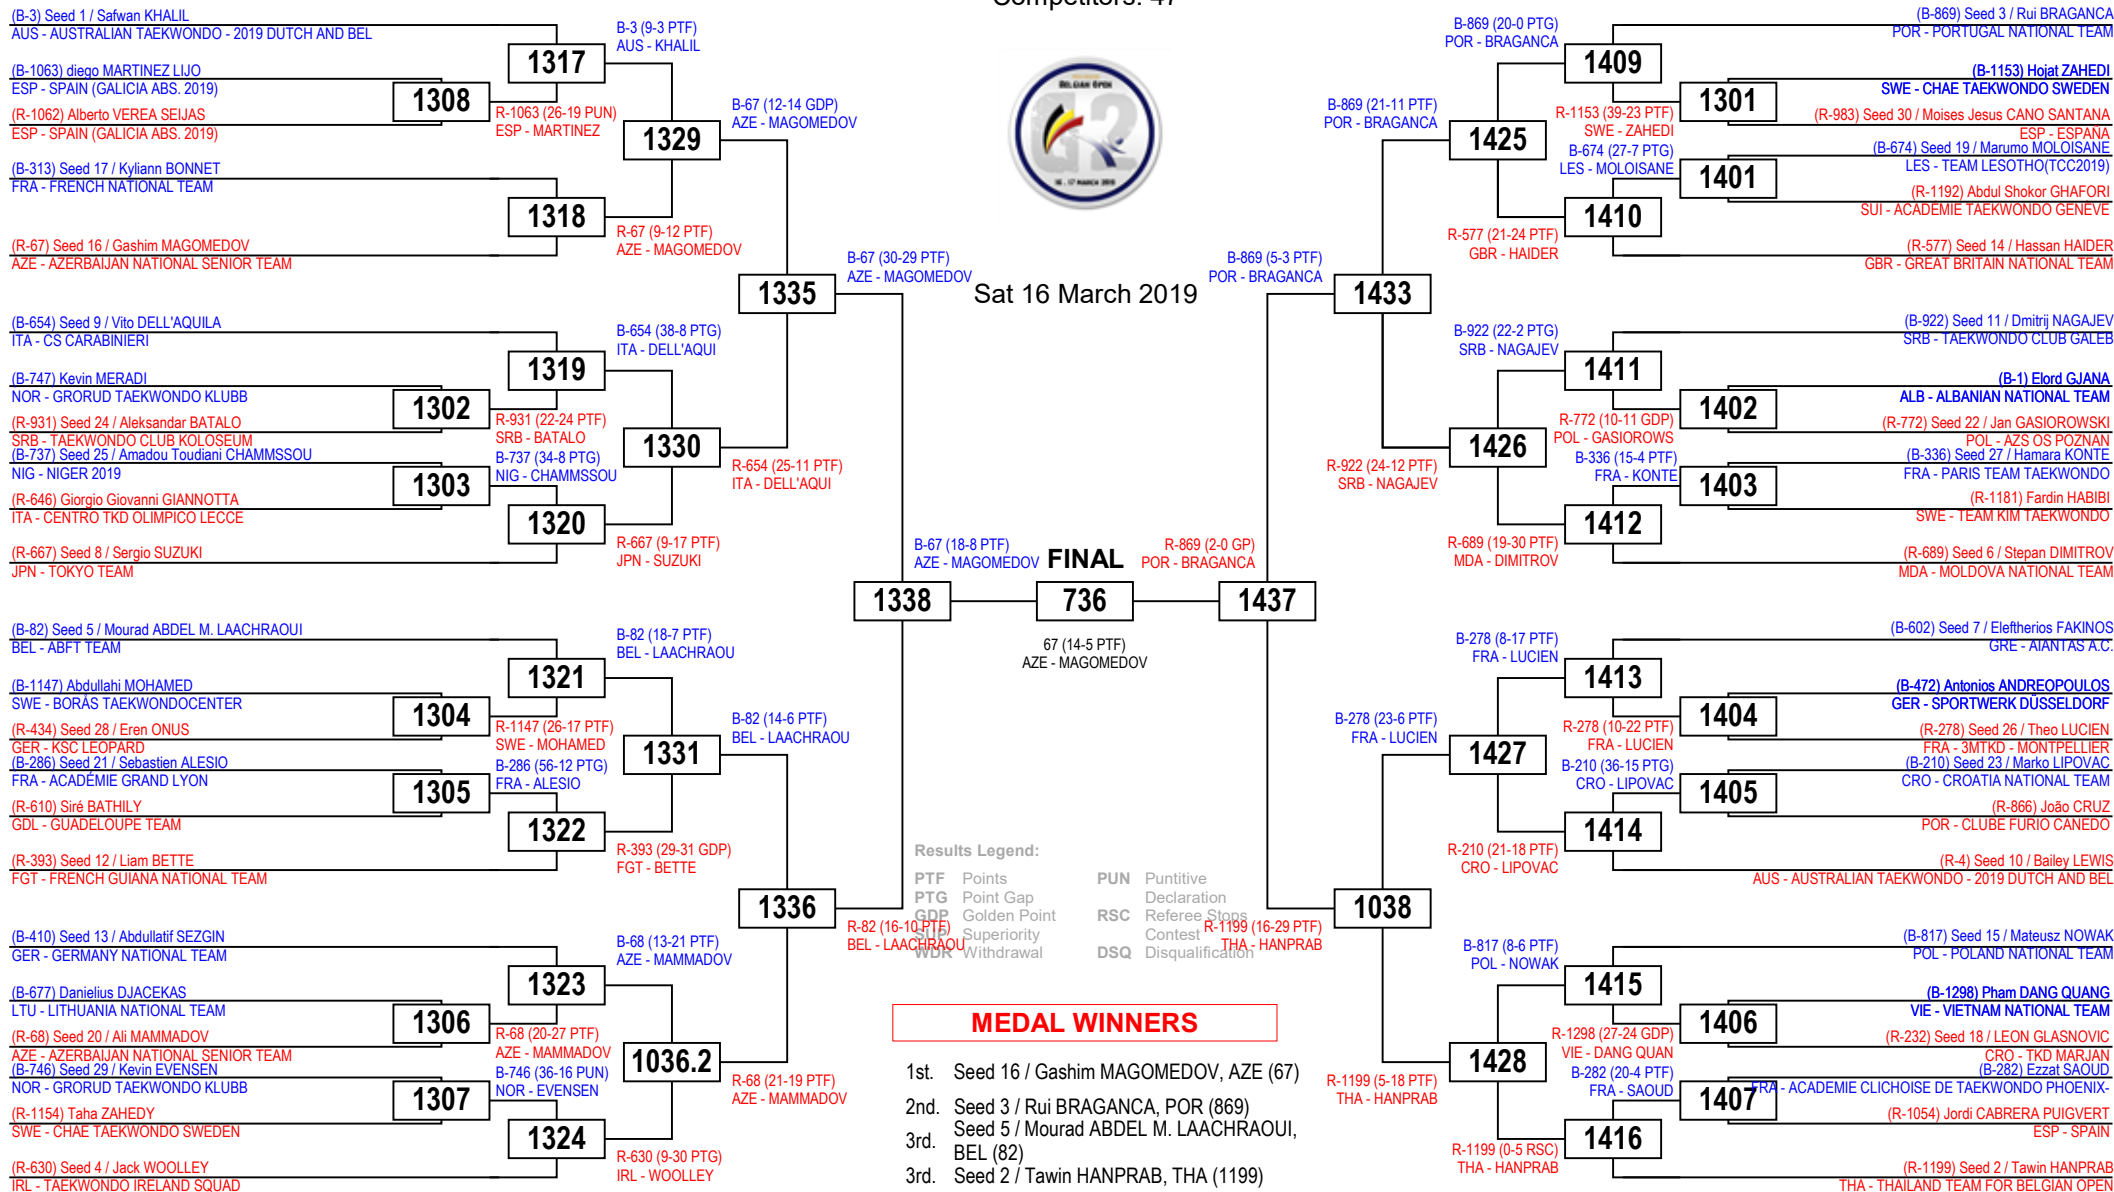 Competitors: 47
(B-3) Seed 1 / Safwan KHALIL
AUS - AUSTRALIAN TAEKWONDO - 2019 DUTCH AND BEL
(B-1063) diego MARTINEZ LIJO
ESP - SPAIN (GALICIA ABS. 2019)
(R-1062) Alberto VEREA SEIJAS
ESP - SPAIN (GALICIA ABS. 2019)
(B-313) Seed 17 / Kyliann BONNET
FRA - FRENCH NATIONAL TEAM
(R-67) Seed 16 / Gashim MAGOMEDOV
AZE - AZERBAIJAN NATIONAL SENIOR TEAM
(B-654) Seed 9 / Vito DELL'AQUILA
ITA - CS CARABINIERI
(B-747) Kevin MERADI
NOR - GRORUD TAEKWONDO KLUBB
(R-931) Seed 24 / Aleksandar BATALO
SRB - TAEKWONDO CLUB KOLOSEUM
(B-737) Seed 25 / Amadou Toudiani CHAMMSSOU
NIG - NIGER 2019
(R-646) Giorgio Giovanni GIANNOTTA
ITA - CENTRO TKD OLIMPICO LECCE
(R-667) Seed 8 / Sergio SUZUKI
JPN - TOKYO TEAM
(B-82) Seed 5 / Mourad ABDEL M. LAACHRAOUI
BEL - ABFT TEAM
(B-1147) Abdullahi MOHAMED
SWE - BORÅS TAEKWONDOCENTER
(R-434) Seed 28 / Eren ONUS
GER - KSC LEOPARD
(B-286) Seed 21 / Sebastien ALESIO
FRA - ACADÉMIE GRAND LYON
(R-610) Siré BATHILY
GDL - GUADELOUPE TEAM
(R-393) Seed 12 / Liam BETTE
FGT - FRENCH GUIANA NATIONAL TEAM
(B-410) Seed 13 / Abdullatif SEZGIN
GER - GERMANY NATIONAL TEAM
(B-677) Danielius DJACEKAS
LTU - LITHUANIA NATIONAL TEAM
(R-68) Seed 20 / Ali MAMMADOV
AZE - AZERBAIJAN NATIONAL SENIOR TEAM
(B-746) Seed 29 / Kevin EVENSEN
NOR - GRORUD TAEKWONDO KLUBB
(R-1154) Taha ZAHEDY
SWE - CHAE TAEKWONDO SWEDEN
(R-630) Seed 4 / Jack WOOLLEY
IRL - TAEKWONDO IRELAND SQUAD
1308
1302
1303
1304
1305
1306
1307
R-1063 (26-19 PUN)
ESP - MARTINEZ
R-931 (22-24 PTF)
SRB - BATALO
B-737 (34-8 PTG)
NIG - CHAMMSSOU
R-1147 (26-17 PTF)
SWE - MOHAMED
B-286 (56-12 PTG)
FRA - ALESIO
R-68 (20-27 PTF)
AZE - MAMMADOV
B-746 (36-16 PUN)
NOR - EVENSEN
1317
1318
1319
1320
1321
1322
1323
1324
B-3 (9-3 PTF)
AUS - KHALIL
R-67 (9-12 PTF)
AZE - MAGOMEDOV
B-654 (38-8 PTG)
ITA - DELL'AQUI
R-667 (9-17 PTF)
JPN - SUZUKI
B-82 (18-7 PTF)
BEL - LAACHRAOU
R-393 (29-31 GDP)
FGT - BETTE
B-68 (13-21 PTF)
AZE - MAMMADOV
R-630 (9-30 PTG)
IRL - WOOLLEY
1329
1330
1331
1036.2
B-67 (12-14 GDP)
AZE - MAGOMEDOV
R-654 (25-11 PTF)
ITA - DELL'AQUI
B-82 (14-6 PTF)
BEL - LAACHRAOU
R-68 (21-19 PTF)
AZE - MAMMADOV
1335
1336
B-67 (30-29 PTF)
AZE - MAGOMEDOV
R-82 (16-10 PTF)
BEL - LAACHRAOU
1338
B-67 (18-8 PTF)
AZE - MAGOMEDOV
BELGIAN OPEN
G2
16 - 17 MARCH 2019
Sat 16 March 2019
FINAL
736
67 (14-5 PTF)
AZE - MAGOMEDOV
R-869 (2-0 GP)
POR - BRAGANCA
1437
B-869 (5-3 PTF)
POR - BRAGANCA
R-1199 (16-29 PTF)
THA - HANPRAB
1433
1038
B-869 (21-11 PTF)
POR - BRAGANCA
R-922 (24-12 PTF)
SRB - NAGAJEV
B-278 (23-6 PTF)
FRA - LUCIEN
R-1199 (5-18 PTF)
THA - HANPRAB
1425
1426
1427
1428
B-869 (20-0 PTG)
POR - BRAGANCA
R-577 (21-24 PTF)
GBR - HAIDER
B-922 (22-2 PTG)
SRB - NAGAJEV
R-689 (19-30 PTF)
MDA - DIMITROV
B-278 (8-17 PTF)
FRA - LUCIEN
R-210 (21-18 PTF)
CRO - LIPOVAC
B-817 (8-6 PTF)
POL - NOWAK
R-1199 (0-5 RSC)
THA - HANPRAB
1409
1410
1411
1412
1413
1414
1415
1416
R-1153 (39-23 PTF)
SWE - ZAHEDI
B-674 (27-7 PTG)
LES - MOLOISANE
R-772 (10-11 GDP)
POL - GASIOROWS
B-336 (15-4 PTF)
FRA - KONTE
R-278 (10-22 PTF)
FRA - LUCIEN
B-210 (36-15 PTG)
CRO - LIPOVAC
R-1298 (27-24 GDP)
VIE - DANG QUAN
B-282 (20-4 PTF)
FRA - SAOUD
1301
1401
1402
1403
1404
1405
1406
1407
(B-869) Seed 3 / Rui BRAGANCA
POR - PORTUGAL NATIONAL TEAM
(B-1153) Hojat ZAHEDI
SWE - CHAE TAEKWONDO SWEDEN
(R-983) Seed 30 / Moises Jesus CANO SANTANA
ESP - ESPAÑA
(B-674) Seed 19 / Marumo MOLOISANE
LES - TEAM LESOTHO(TCC2019)
(R-1192) Abdul Shokor GHAFORI
SUI - ACADÉMIE TAEKWONDO GENÈVE
(R-577) Seed 14 / Hassan HAIDER
GBR - GREAT BRITAIN NATIONAL TEAM
(B-922) Seed 11 / Dmitrij NAGAJEV
SRB - TAEKWONDO CLUB GALEB
(B-1) Elord GJANA
ALB - ALBANIAN NATIONAL TEAM
(R-772) Seed 22 / Jan GASIOROWSKI
POL - AZS OS POZNAN
(B-336) Seed 27 / Hamara KONTE
FRA - PARIS TEAM TAEKWONDO
(R-1181) Fardin HABIBI
SWE - TEAM KIM TAEKWONDO
(R-689) Seed 6 / Stepan DIMITROV
MDA - MOLDOVA NATIONAL TEAM
(B-602) Seed 7 / Eleftherios FAKINOS
GRE - AIANTAS A.C.
(B-472) Antonios ANDREOPOULOS
GER - SPORTWERK DÜSSELDORF
(R-278) Seed 26 / Theo LUCIEN
FRA - 3MTKD - MONTPELLIER
(B-210) Seed 23 / Marko LIPOVAC
CRO - CROATIA NATIONAL TEAM
(R-866) João CRUZ
POR - CLUBE FURIO CANEDO
(R-4) Seed 10 / Bailey LEWIS
AUS - AUSTRALIAN TAEKWONDO - 2019 DUTCH AND BEL
(B-817) Seed 15 / Mateusz NOWAK
POL - POLAND NATIONAL TEAM
(B-1298) Pham DANG QUANG
VIE - VIETNAM NATIONAL TEAM
(R-232) Seed 18 / LEON GLASNOVIC
CRO - TKD MARJAN
(B-282) Ezzat SAOUD
FRA - ACADEMIE CLICHOISE DE TAEKWONDO PHOENIX-
(R-1054) Jordi CABRERA PUIGVERT
ESP - SPAIN
(R-1199) Seed 2 / Tawin HANPRAB
THA - THAILAND TEAM FOR BELGIAN OPEN
Results Legend:
PTF Points
PTG Point Gap
GDP Golden Point
SUP Superiority
WDR Withdrawal
PUN Puntitive
Declaration
RSC Referee Stops
Contest
DSQ Disqualification
MEDAL WINNERS
1st. Seed 16 / Gashim MAGOMEDOV, AZE (67)
2nd. Seed 3 / Rui BRAGANCA, POR (869)
3rd. Seed 5 / Mourad ABDEL M. LAACHRAOUI,
BEL (82)
3rd. Seed 2 / Tawin HANPRAB, THA (1199)